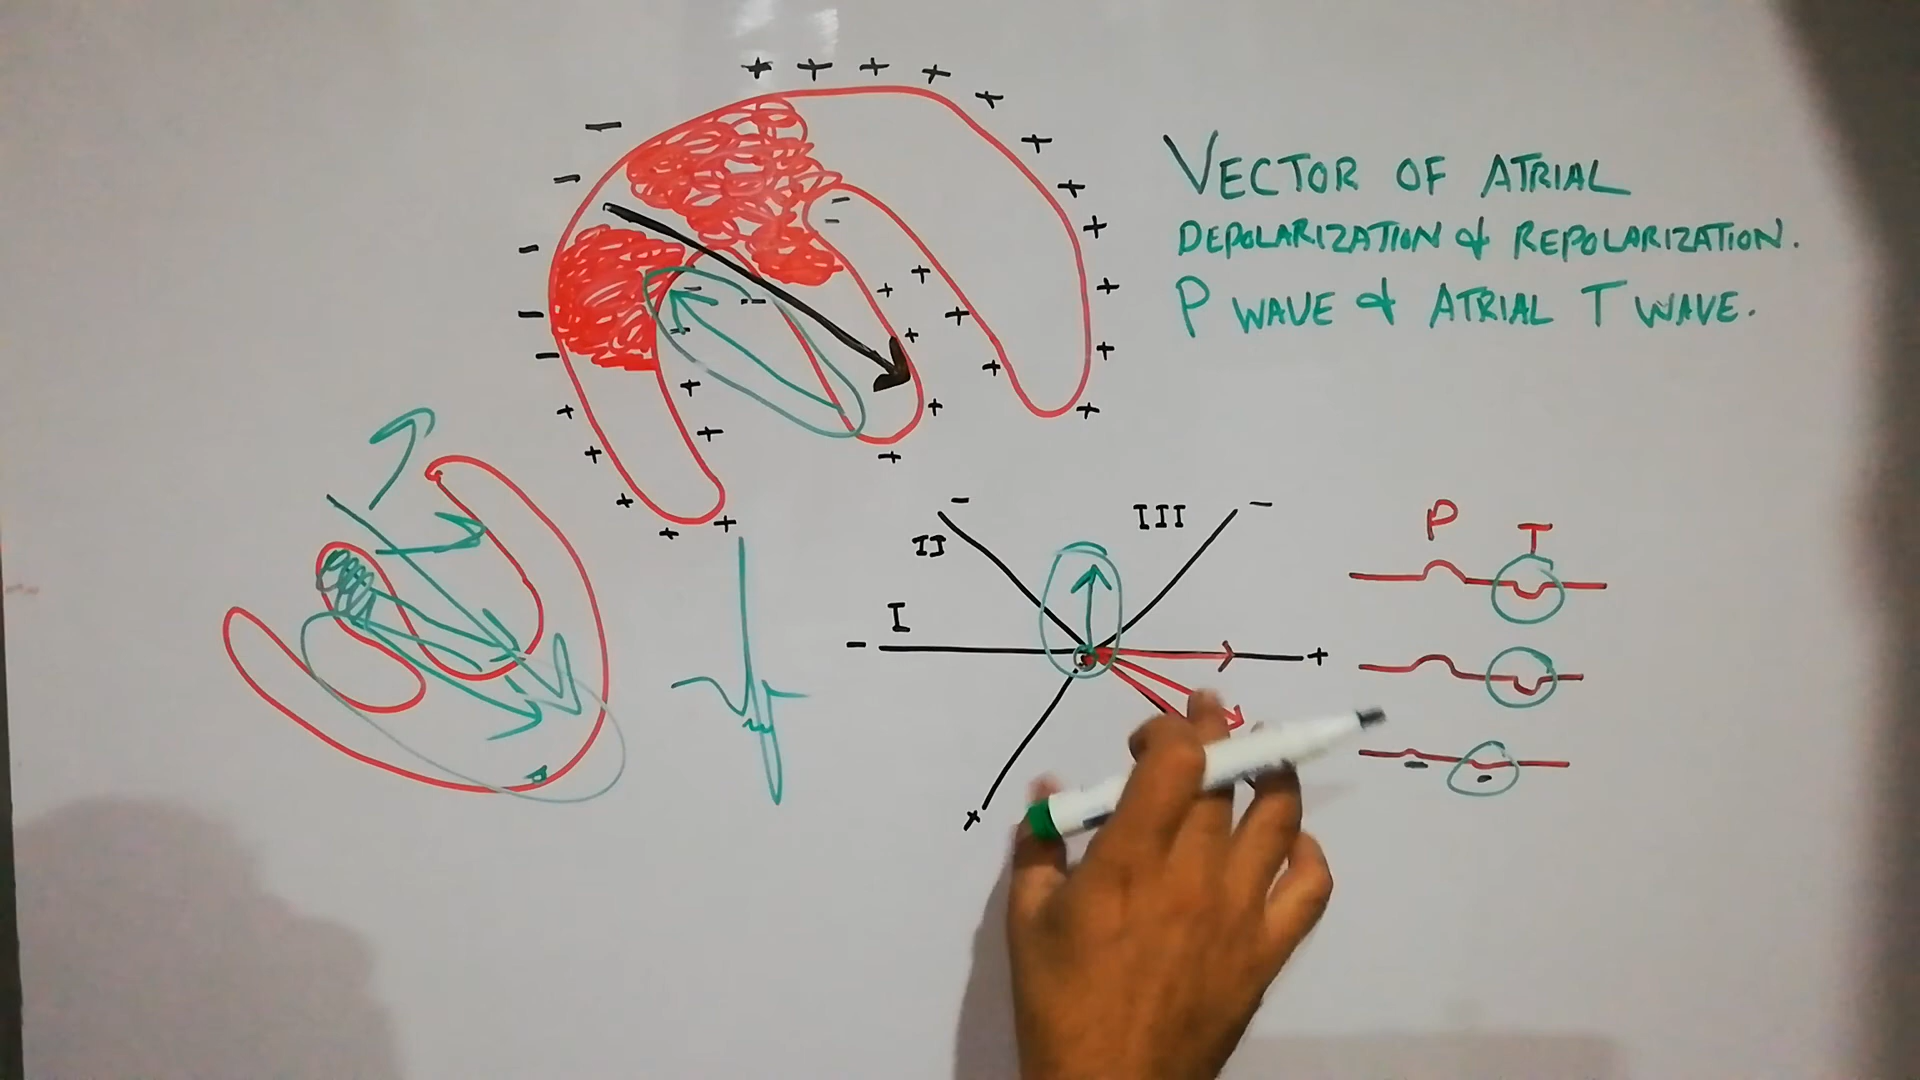 VECTOR OF ATRIAL
DEPOLARIZATION & REPOLARIZATION.
P WAVE & ATRIAL T WAVE.
+ + + + + + + + + + + +
- - - - - -
- -
- - -
+ + + + + +
+ + + + + + + + +
- -
II III
I
- +
+
P T